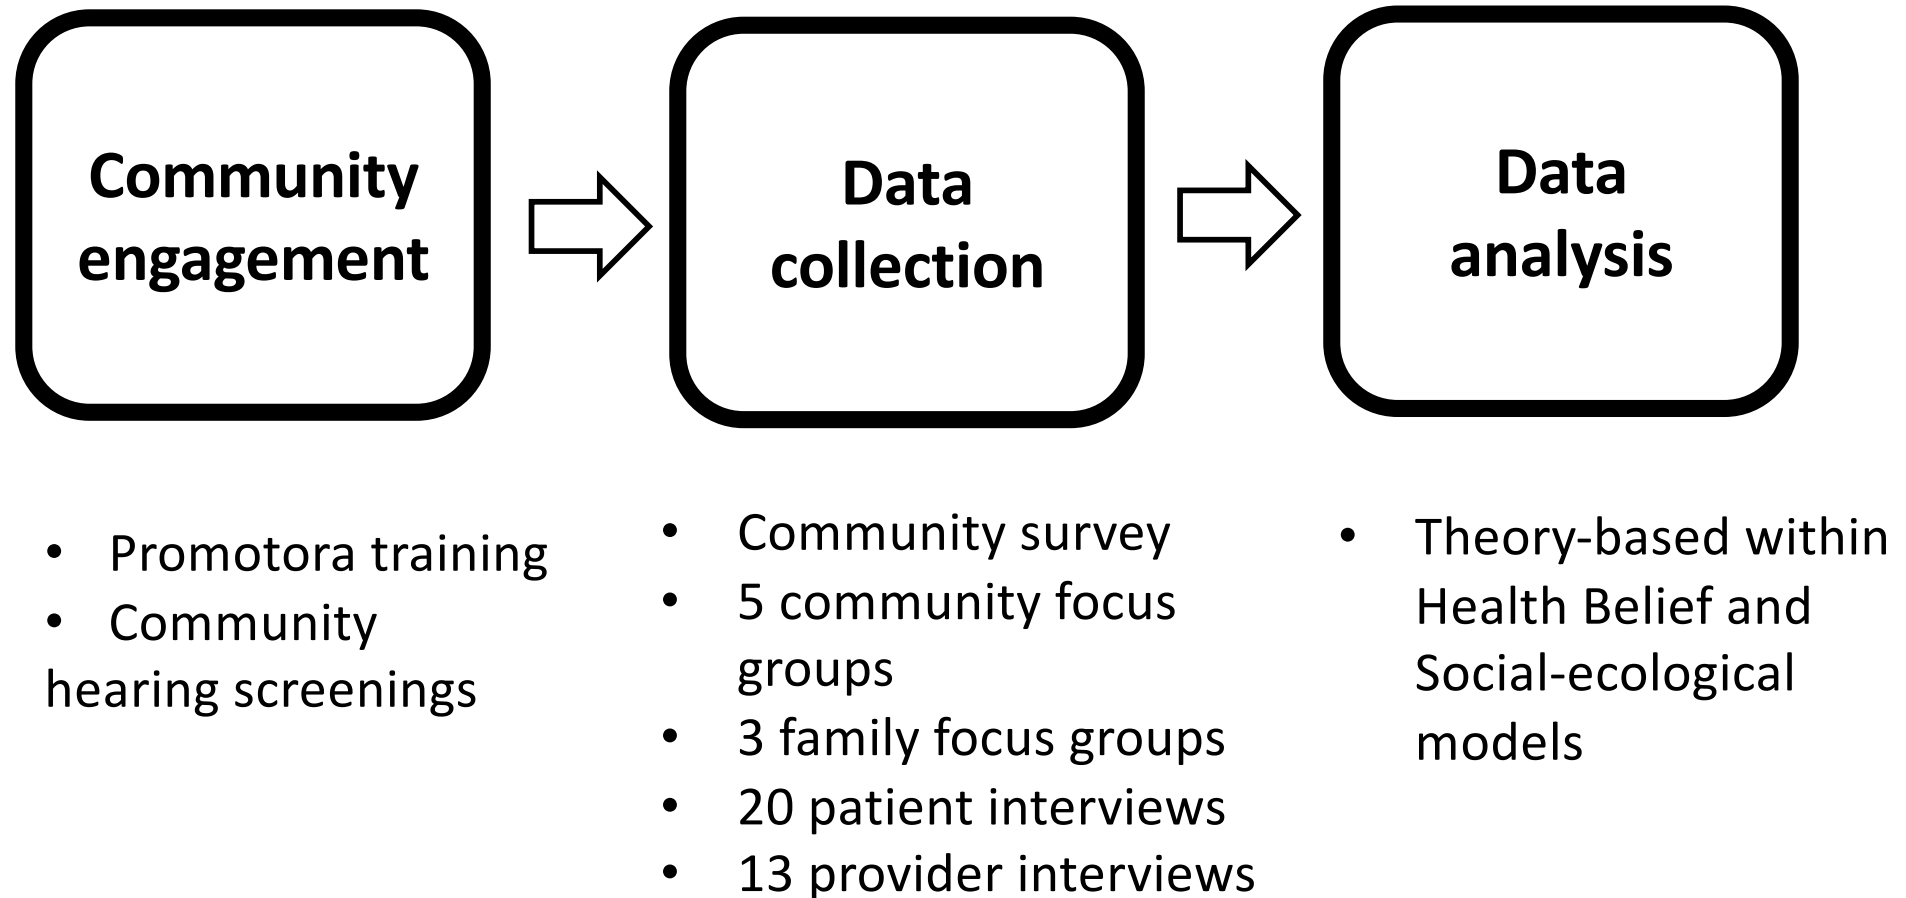 Community
engagement
Data
collection
Data
analysis
• Promotora training
• Community
hearing screenings
• Community survey
• 5 community focus
groups
• 3 family focus groups
• 20 patient interviews
• 13 provider interviews
• Theory-based within
Health Belief and
Social-ecological
models